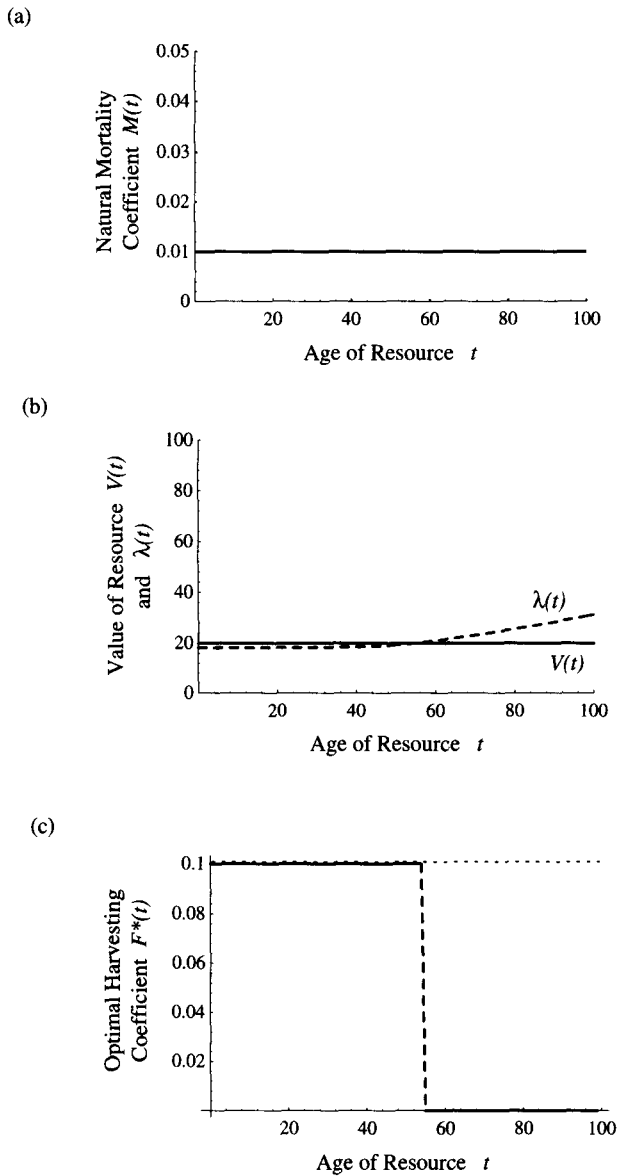 (a)
Natural Mortality
Coefficient M(t)
0.05
0.04
0.03
0.02
0.01
0
20 40 60 80 100
Age of Resource t
(b)
Value of Resource V(t)
and λ(t)
100
80
60
40
20
0
λ(t)
V(t)
20 40 60 80 100
Age of Resource t
(c)
Optimal Harvesting
Coefficient F*(t)
0.1
0.08
0.06
0.04
0.02
20 40 60 80 100
Age of Resource t